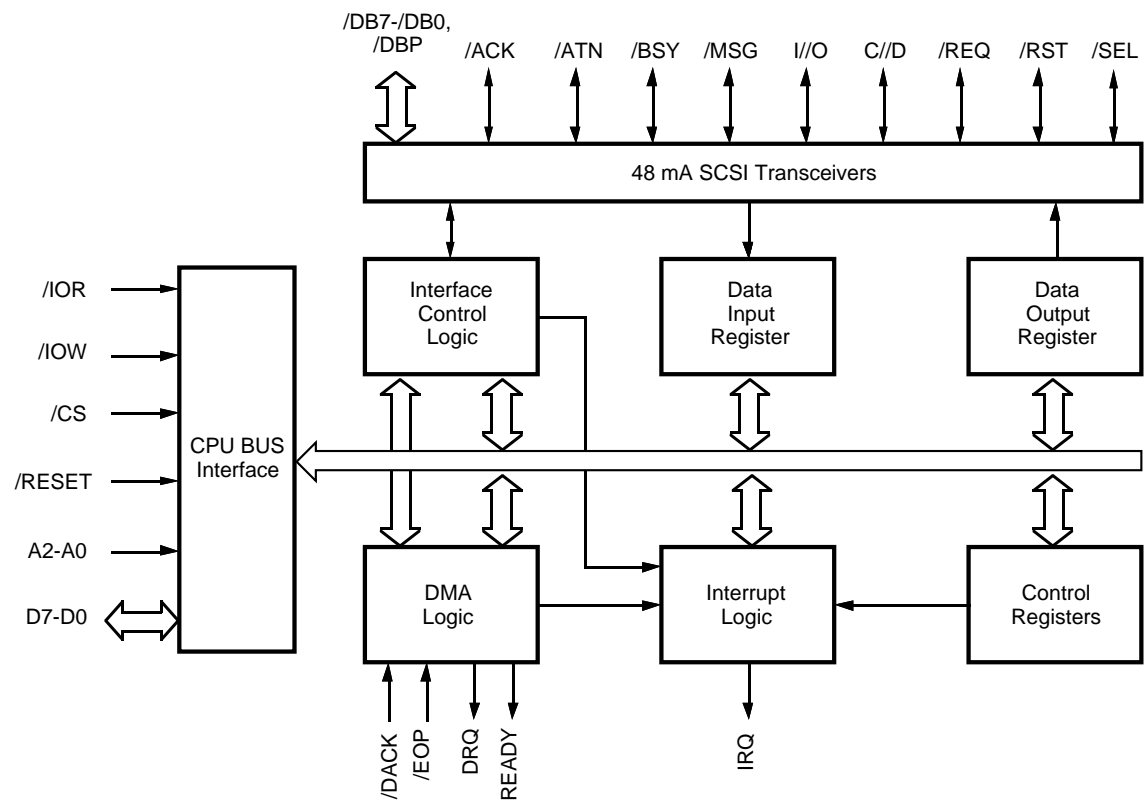 /DB7-/DB0,
/DBP
/ACK
/ATN
/BSY
/MSG
I//O
C//D
/REQ
/RST
/SEL
48 mA SCSI Transceivers
/IOR
/IOW
/CS
/RESET
A2-A0
D7-D0
CPU BUS
Interface
Interface
Control
Logic
Data
Input
Register
Data
Output
Register
DMA
Logic
Interrupt
Logic
Control
Registers
/DACK
/EOP
DRQ
READY
IRQ